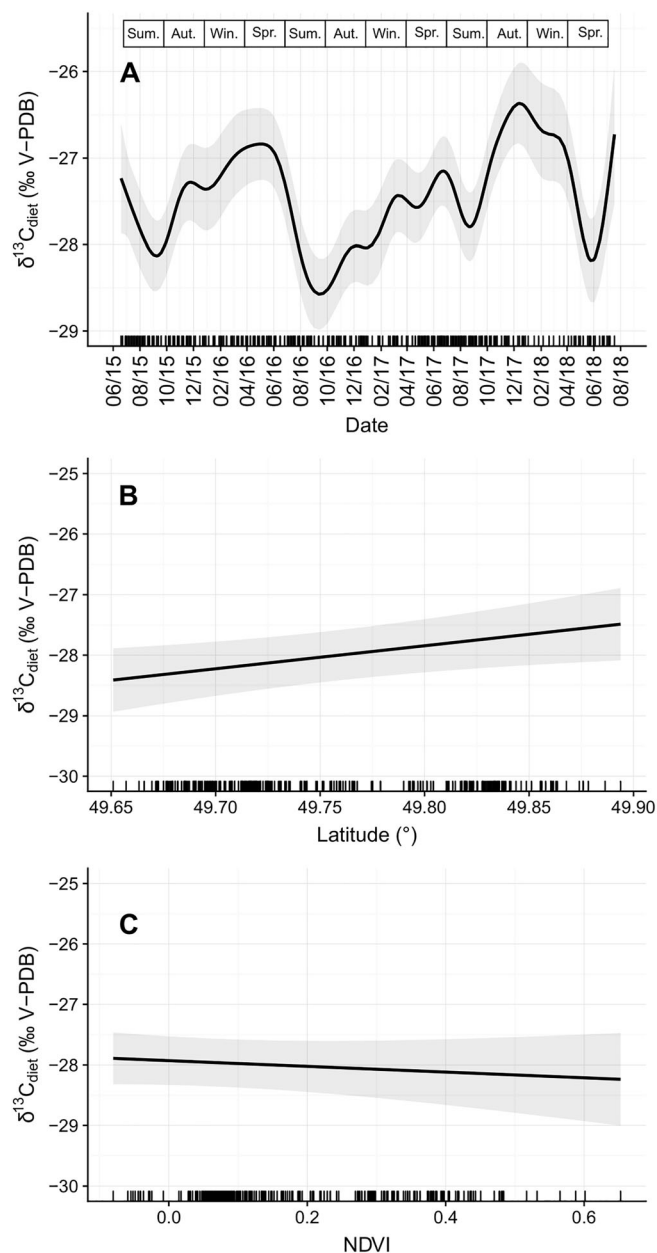 Sum. Aut. Win. Spr. Sum. Aut. Win. Spr. Sum. Aut. Win. Spr.
A
−26
−27
−28
−29
δ¹³C_diet (‰ V−PDB)
06/15 08/15 10/15 12/15 02/16 04/16 06/16 08/16 10/16 12/16 02/17 04/17 06/17 08/17 10/17 12/17 02/18 04/18 06/18 08/18
Date
B
−25
−26
−27
−28
−29
−30
δ¹³C_diet (‰ V−PDB)
49.65 49.70 49.75 49.80 49.85 49.90
Latitude (°)
C
−25
−26
−27
−28
−29
−30
δ¹³C_diet (‰ V−PDB)
0.0 0.2 0.4 0.6
NDVI